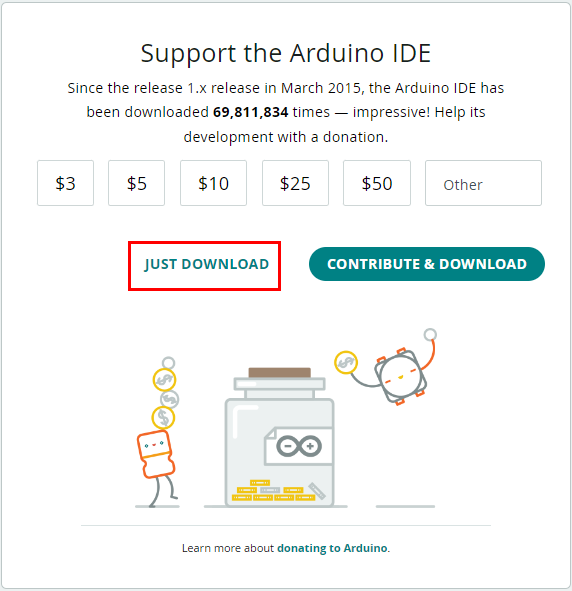 Support the Arduino IDE
Since the release 1.x release in March 2015, the Arduino IDE has
been downloaded 69,811,834 times — impressive! Help its
development with a donation.
$3 $5 $10 $25 $50 Other
JUST DOWNLOAD CONTRIBUTE & DOWNLOAD
Learn more about donating to Arduino.